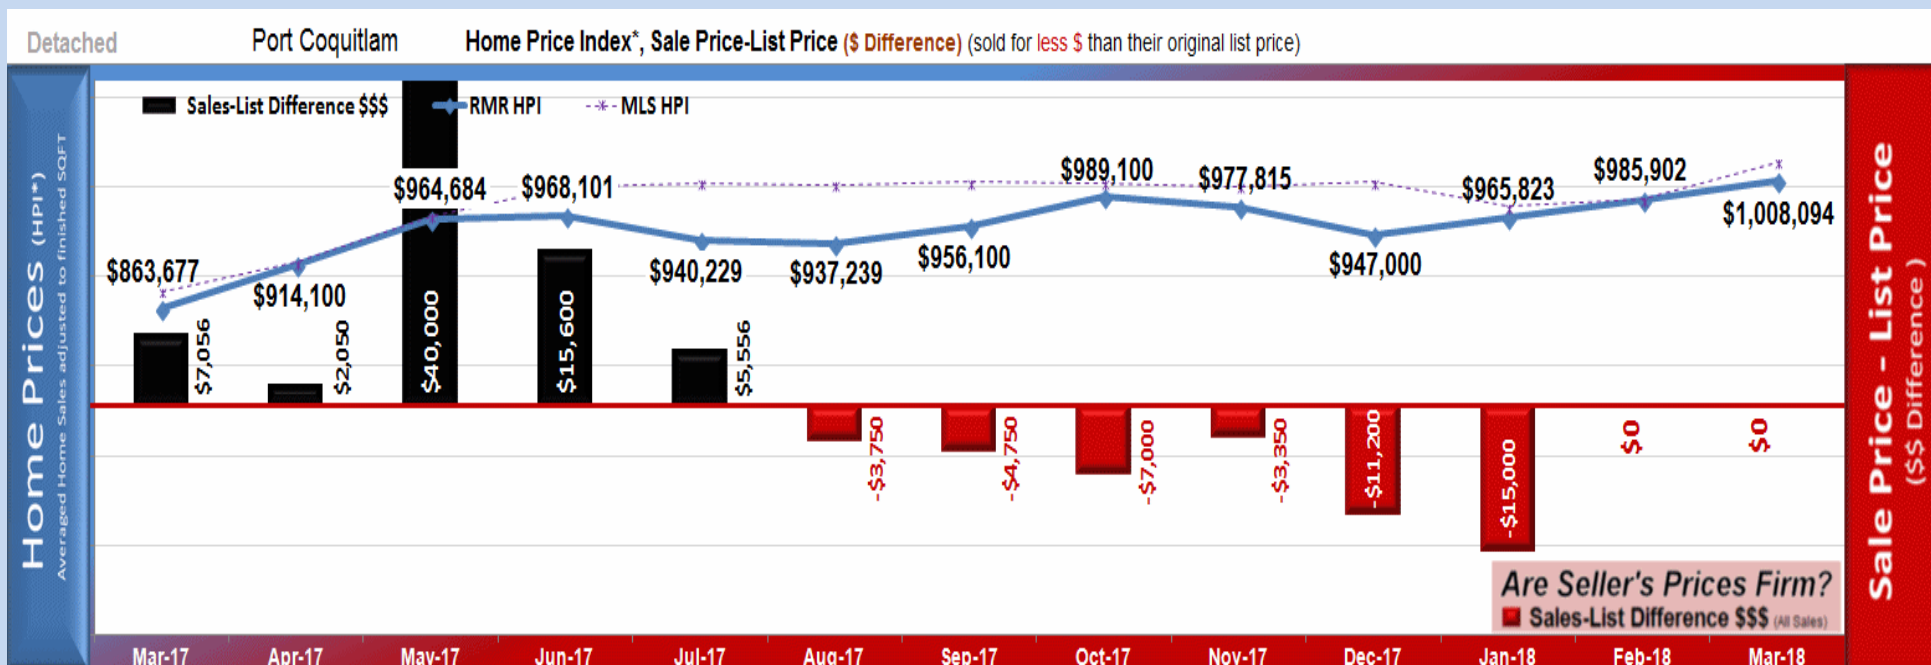 Detached Port Coquitlam Home Price Index*, Sale Price-List Price ($ Difference) (sold for less $ than their original list price)
Home Prices (HPI*)
Averaged Home Sales adjusted to finished SQFT
Sales-List Difference $$$ RMR HPI MLS HPI
$863,677
$914,100
$964,684
$968,101
$940,229
$937,239
$956,100
$989,100
$977,815
$947,000
$965,823
$985,902
$1,008,094
$7,056
$2,050
$40,000
$15,600
$5,556
-$3,750
-$4,750
-$7,000
-$3,350
-$11,200
-$15,000
$0
$0
Are Seller's Prices Firm?
Sales-List Difference $$$ (All Sales)
Mar-17 Apr-17 May-17 Jun-17 Jul-17 Aug-17 Sep-17 Oct-17 Nov-17 Dec-17 Jan-18 Feb-18 Mar-18
Sale Price - List Price
($$ Difference )